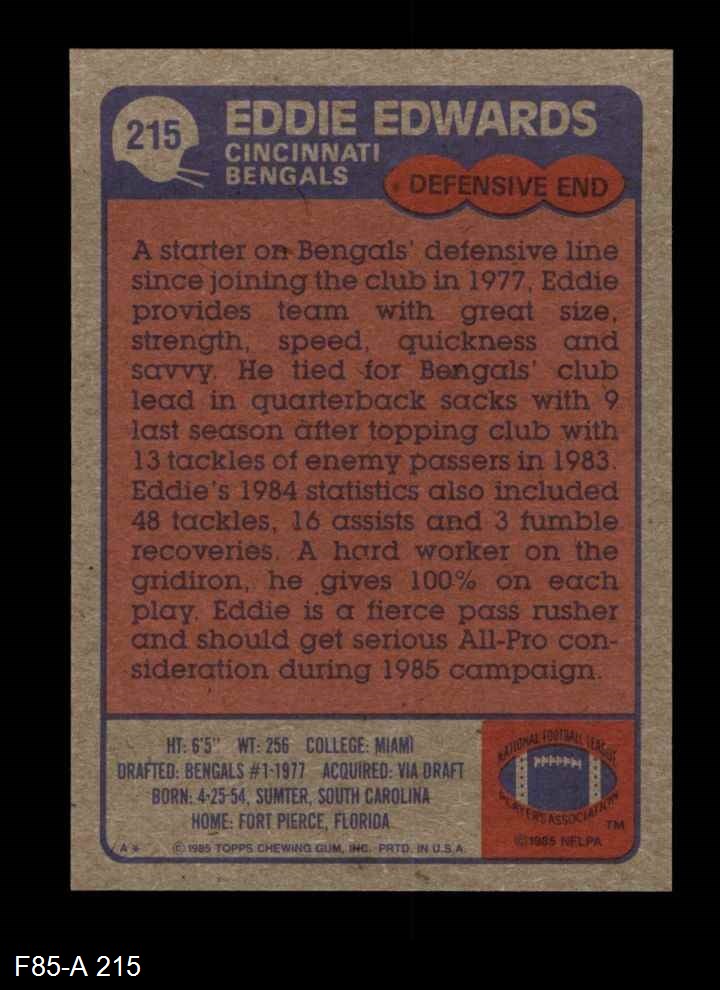 215
EDDIE EDWARDS
CINCINNATI
BENGALS
DEFENSIVE END
A starter on Bengals' defensive line
since joining the club in 1977, Eddie
provides team with great size,
strength, speed, quickness and
savvy. He tied for Bengals' club
lead in quarterback sacks with 9
last season after topping club with
13 tackles of enemy passers in 1983.
Eddie's 1984 statistics also included
48 tackles, 16 assists and 3 fumble
recoveries. A hard worker on the
gridiron, he gives 100% on each
play. Eddie is a fierce pass rusher
and should get serious All-Pro con-
sideration during 1985 campaign.
HT: 6'5" WT: 256 COLLEGE: MIAMI
DRAFTED: BENGALS #1-1977 ACQUIRED: VIA DRAFT
BORN: 4-25-54, SUMTER, SOUTH CAROLINA
HOME: FORT PIERCE, FLORIDA
A* © 1985 TOPPS CHEWING GUM, INC. PRTD. IN U.S.A.
NATIONAL FOOTBALL LEAGUE
PLAYERS ASSOCIATION
TM
© 1985 NFLPA
F85-A 215